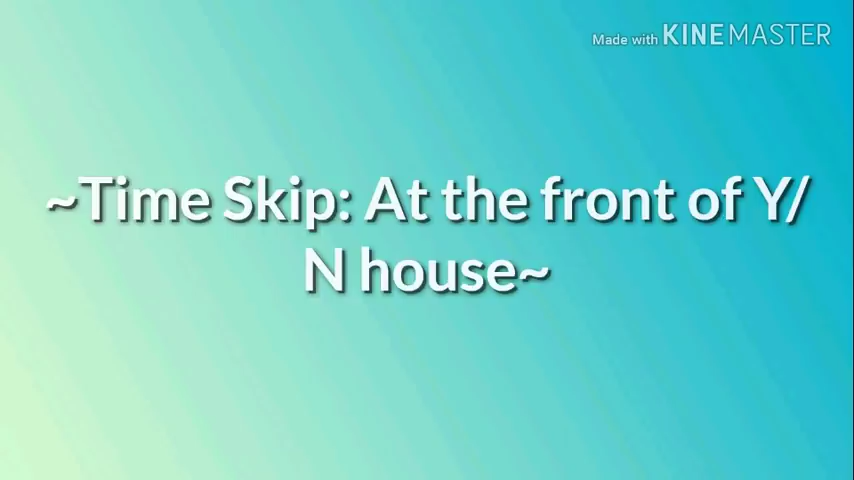 Made with KINEMASTER
~Time Skip: At the front of Y/
N house~